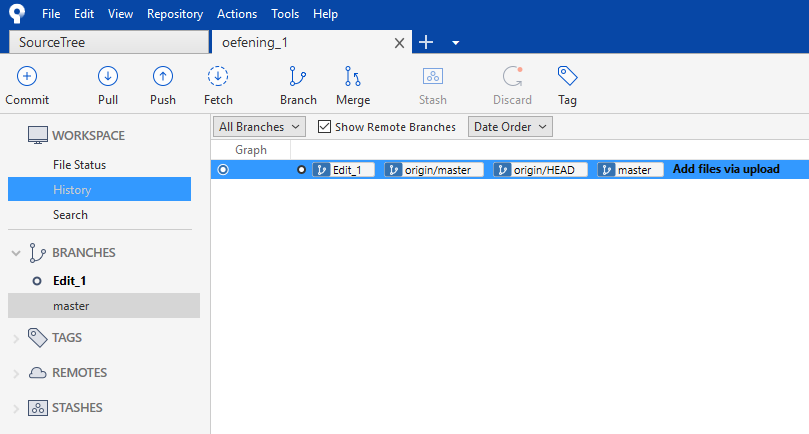 File Edit View Repository Actions Tools Help
SourceTree oefening_1
Commit Pull Push Fetch Branch Merge Stash Discard Tag
WORKSPACE
File Status
History
Search
BRANCHES
Edit_1
master
TAGS
REMOTES
STASHES
All Branches Show Remote Branches Date Order
Graph
Edit_1 origin/master origin/HEAD master Add files via upload